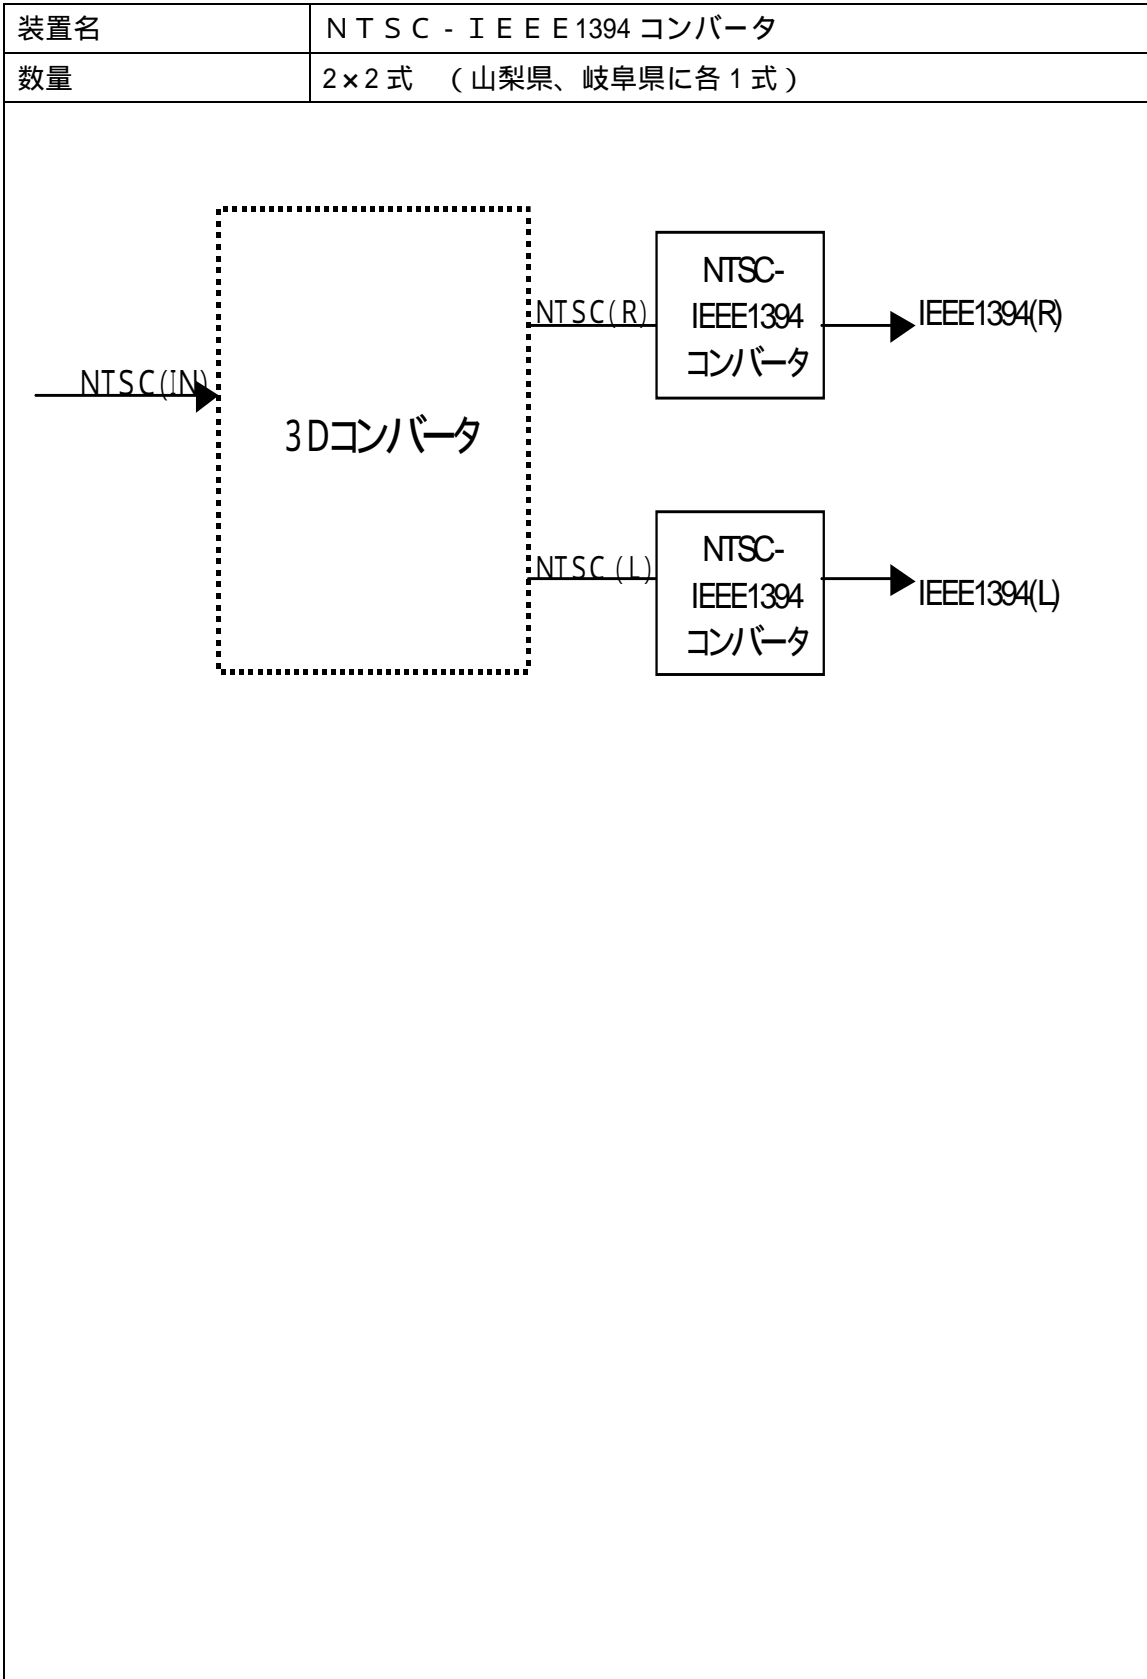 装置名
ＮＴＳＣ-ＩＥＥＥ1394 コンバータ
数量
2×2 式　（山梨県、岐阜県に各 1 式）
NTSC-
IEEE1394
コンバータ
NTSC(R)
IEEE1394(R)
NTSC(IN)
3Dコンバータ
NTSC-
IEEE1394
コンバータ
NTSC(L)
IEEE1394(L)